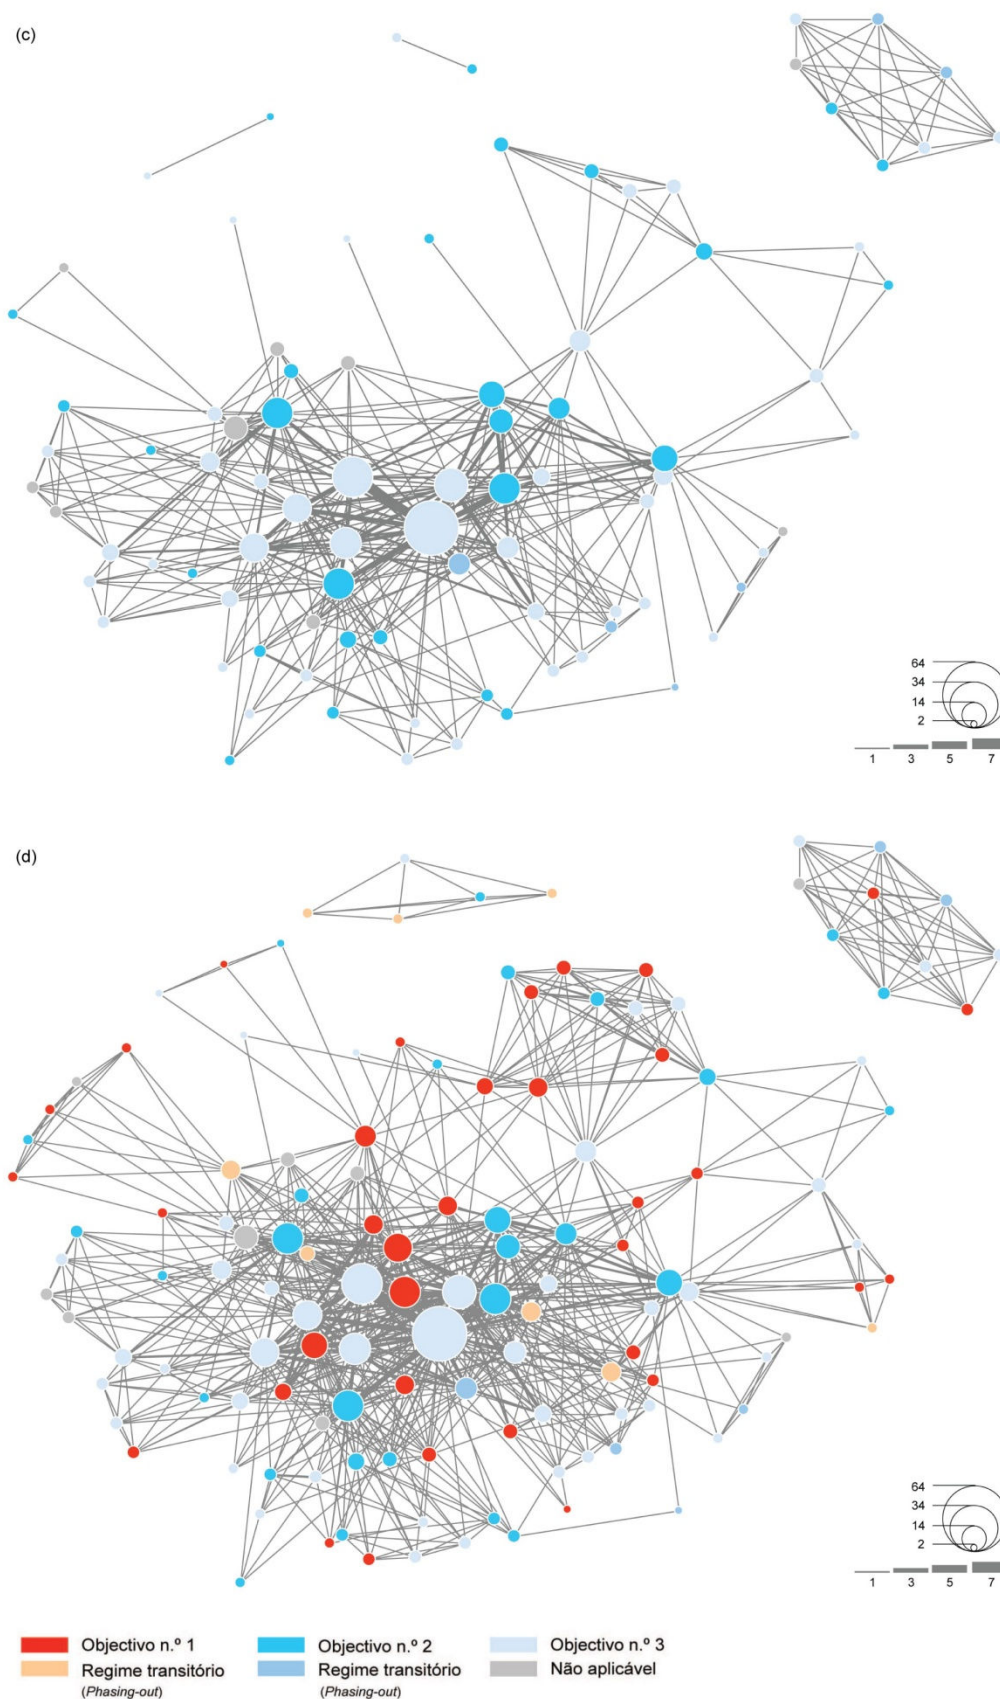 (c)
64
34
14
2
1 3 5 7
(d)
64
34
14
2
1 3 5 7
Objectivo n.º 1 Objectivo n.º 2 Objectivo n.º 3
Regime transitório Regime transitório Não aplicável
(Phasing-out) (Phasing-out)